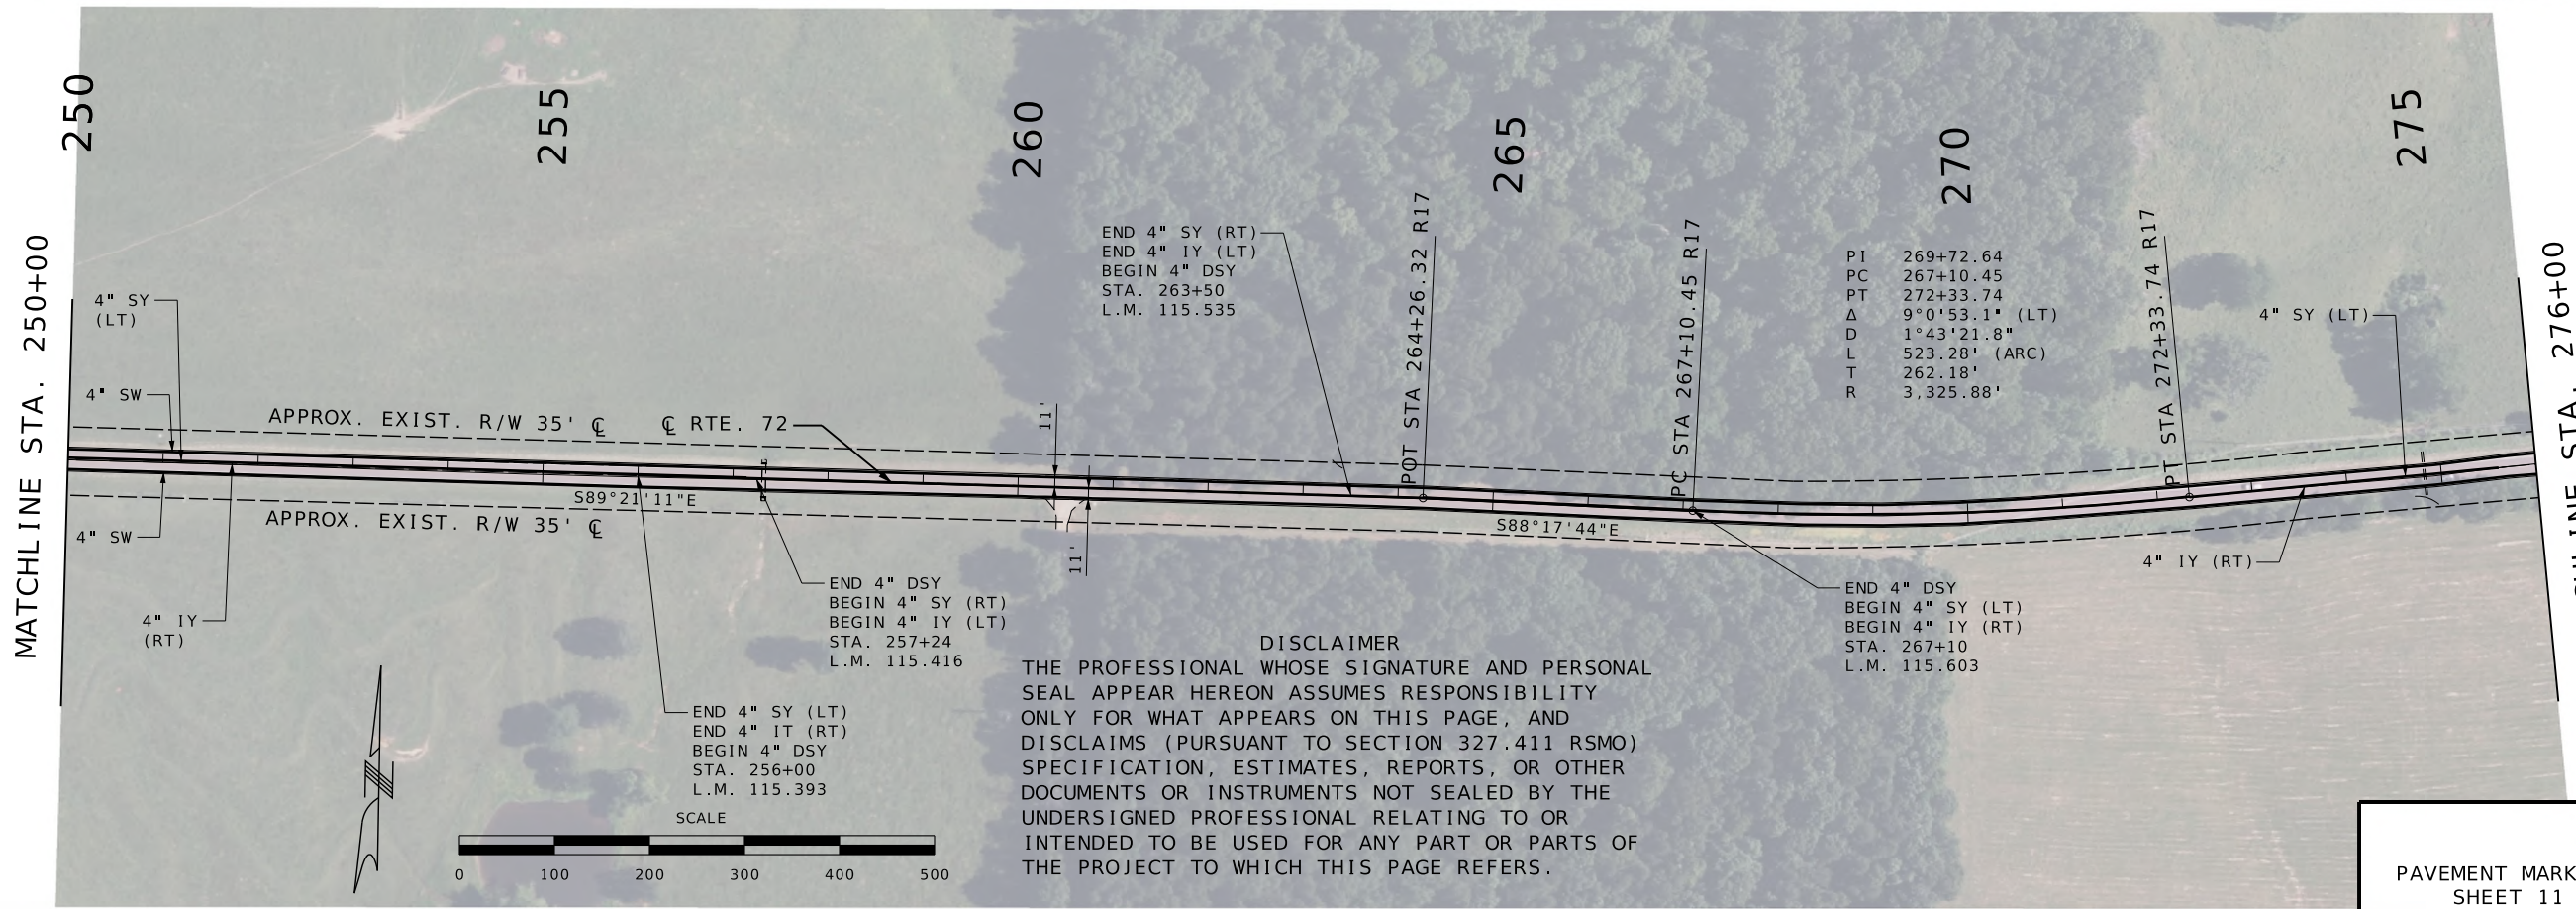 250
255
260
265
270
275
MATCHLINE STA. 250+00
4" SY
(LT)
4" SW
APPROX. EXIST. R/W 35' ℄
℄ RTE. 72
S89°21'11"E
APPROX. EXIST. R/W 35' ℄
4" SW
4" IY
(RT)
11'
11'
END 4" SY (RT)
END 4" IY (LT)
BEGIN 4" DSY
STA. 263+50
L.M. 115.535
POT STA 264+26.32 R17
PC STA 267+10.45 R17
PI 269+72.64
PC 267+10.45
PT 272+33.74
Δ 9°0'53.1" (LT)
D 1°43'21.8"
L 523.28' (ARC)
T 262.18'
R 3,325.88'
PT STA 272+33.74 R17
4" SY (LT)
4" IY (RT)
S88°17'44"E
STA. 276+00
END 4" DSY
BEGIN 4" SY (RT)
BEGIN 4" IY (LT)
STA. 257+24
L.M. 115.416
END 4" SY (LT)
END 4" IT (RT)
BEGIN 4" DSY
STA. 256+00
L.M. 115.393
END 4" DSY
BEGIN 4" SY (LT)
BEGIN 4" IY (RT)
STA. 267+10
L.M. 115.603
SCALE
0 100 200 300 400 500
DISCLAIMER
THE PROFESSIONAL WHOSE SIGNATURE AND PERSONAL
SEAL APPEAR HEREON ASSUMES RESPONSIBILITY
ONLY FOR WHAT APPEARS ON THIS PAGE, AND
DISCLAIMS (PURSUANT TO SECTION 327.411 RSMO)
SPECIFICATION, ESTIMATES, REPORTS, OR OTHER
DOCUMENTS OR INSTRUMENTS NOT SEALED BY THE
UNDERSIGNED PROFESSIONAL RELATING TO OR
INTENDED TO BE USED FOR ANY PART OR PARTS OF
THE PROJECT TO WHICH THIS PAGE REFERS.
PAVEMENT MARK
SHEET 11